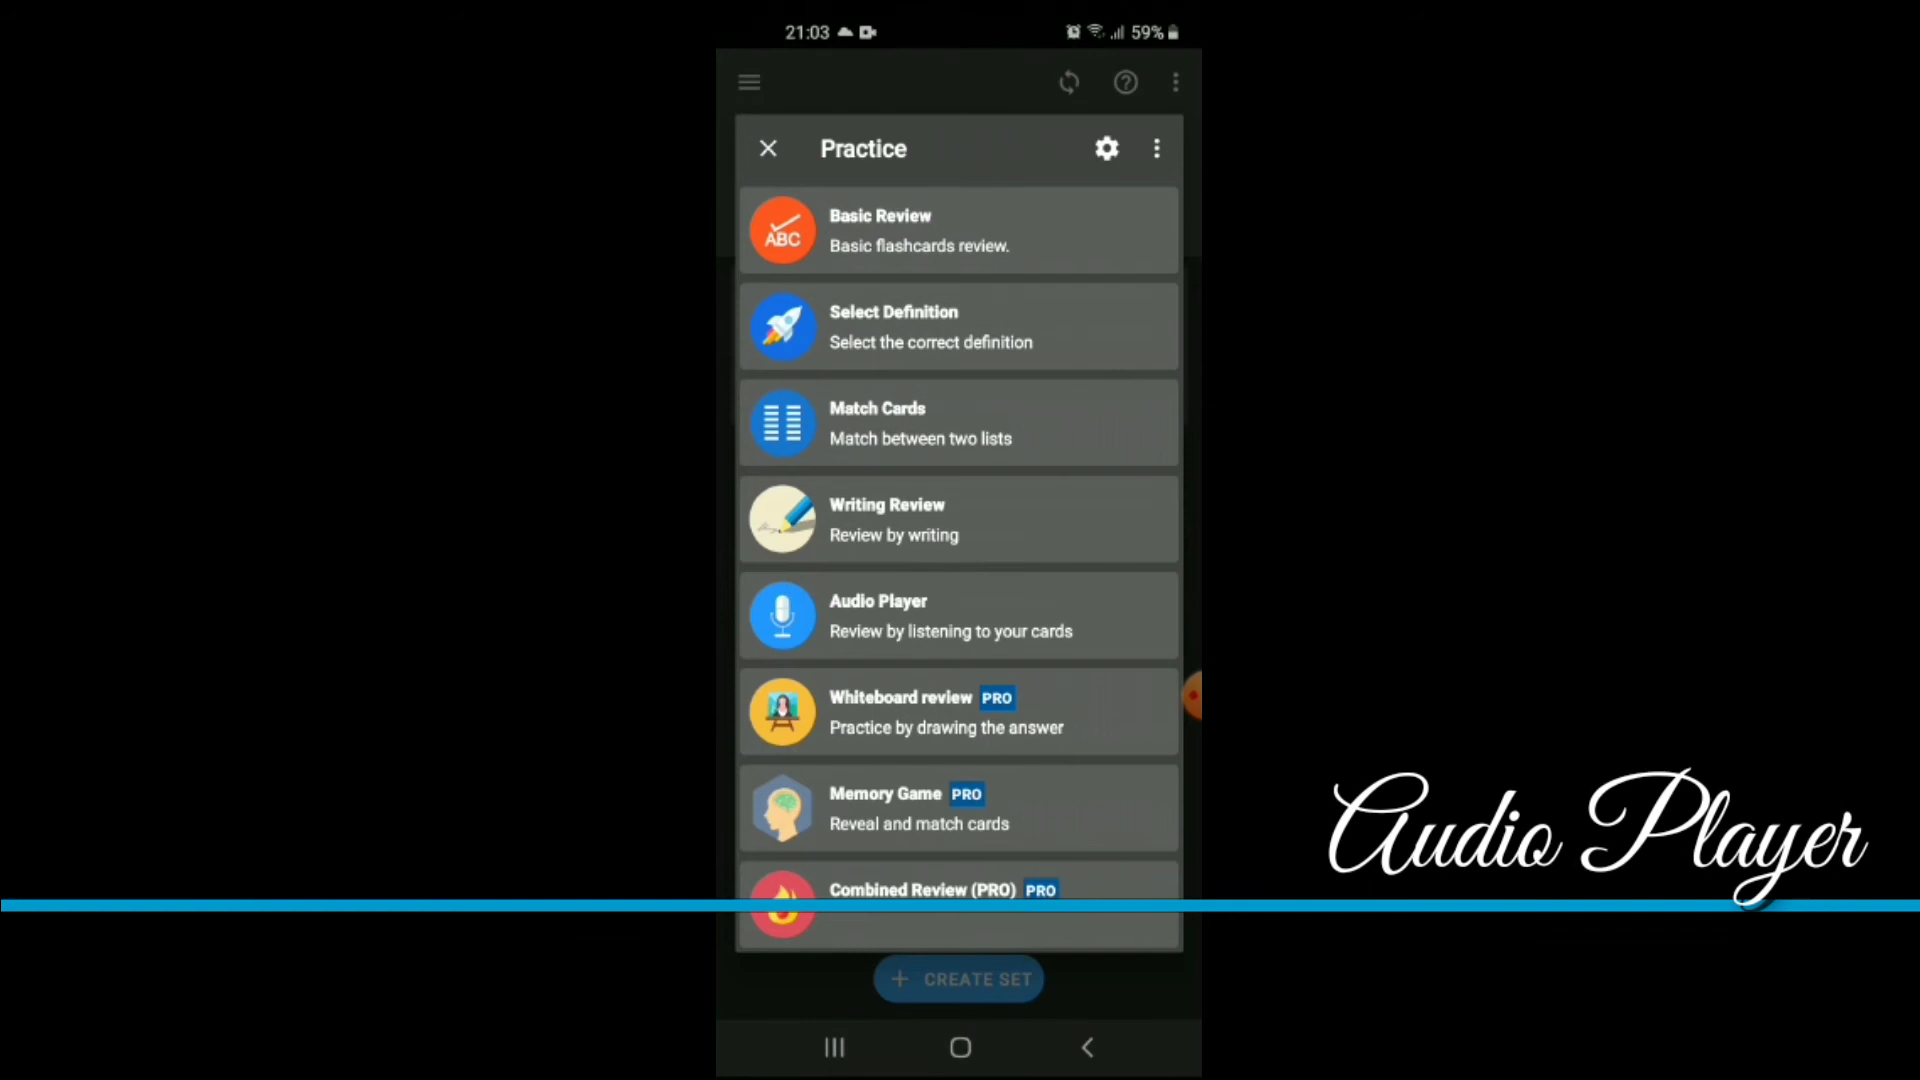 21:03
59%
Practice
ABC
Basic Review
Basic flashcards review.
Select Definition
Select the correct definition
Match Cards
Match between two lists
Writing Review
Review by writing
Audio Player
Review by listening to your cards
Whiteboard review PRO
Practice by drawing the answer
Memory Game PRO
Reveal and match cards
Combined Review (PRO) PRO
+ CREATE SET
Audio Player